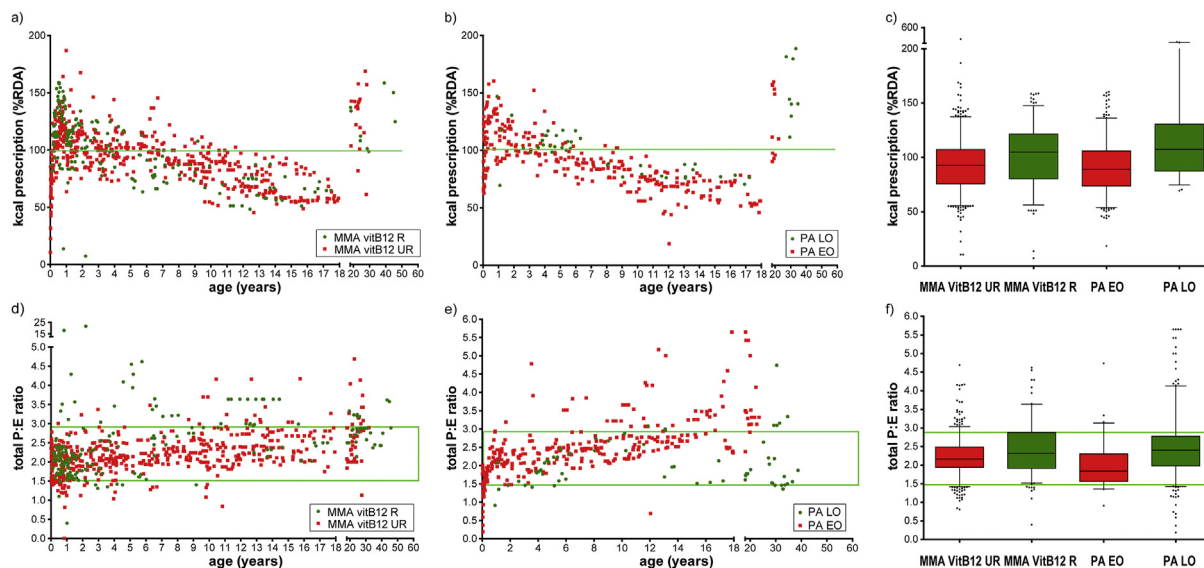 a)
kcal prescription (%RDA)
200
150
100
50
0
0 1 2 3 4 5 6 7 8 9 10 11 12 13 14 15 16 17 18 20 30 40 50 60
age (years)
MMA vitB12 R
MMA vitB12 UR
b)
kcal prescription (%RDA)
200
150
100
50
0
0 1 2 3 4 5 6 7 8 9 10 11 12 13 14 15 16 17 18 20 30 40 50 60
age (years)
PA LO
PA EO
c)
kcal prescription (%RDA)
600
200
150
100
50
0
MMA VitB12 UR MMA VitB12 R PA EO PA LO
d)
total P:E ratio
25
15
5.0
4.5
4.0
3.5
3.0
2.5
2.0
1.5
1.0
0.5
0.0
0 1 2 3 4 5 6 7 8 9 10 11 12 13 14 15 16 17 18 20 30 40 50 60
age (years)
MMA vitB12 R
MMA vitB12 UR
e)
total P:E ratio
6.0
5.5
5.0
4.5
4.0
3.5
3.0
2.5
2.0
1.5
1.0
0.5
0.0
0 2 4 6 8 10 12 14 16 18 20 30 40 50 60
age (years)
PA LO
PA EO
f)
total P:E ratio
6.0
5.5
5.0
4.5
4.0
3.5
3.0
2.5
2.0
1.5
1.0
0.5
0.0
MMA VitB12 UR MMA VitB12 R PA EO PA LO